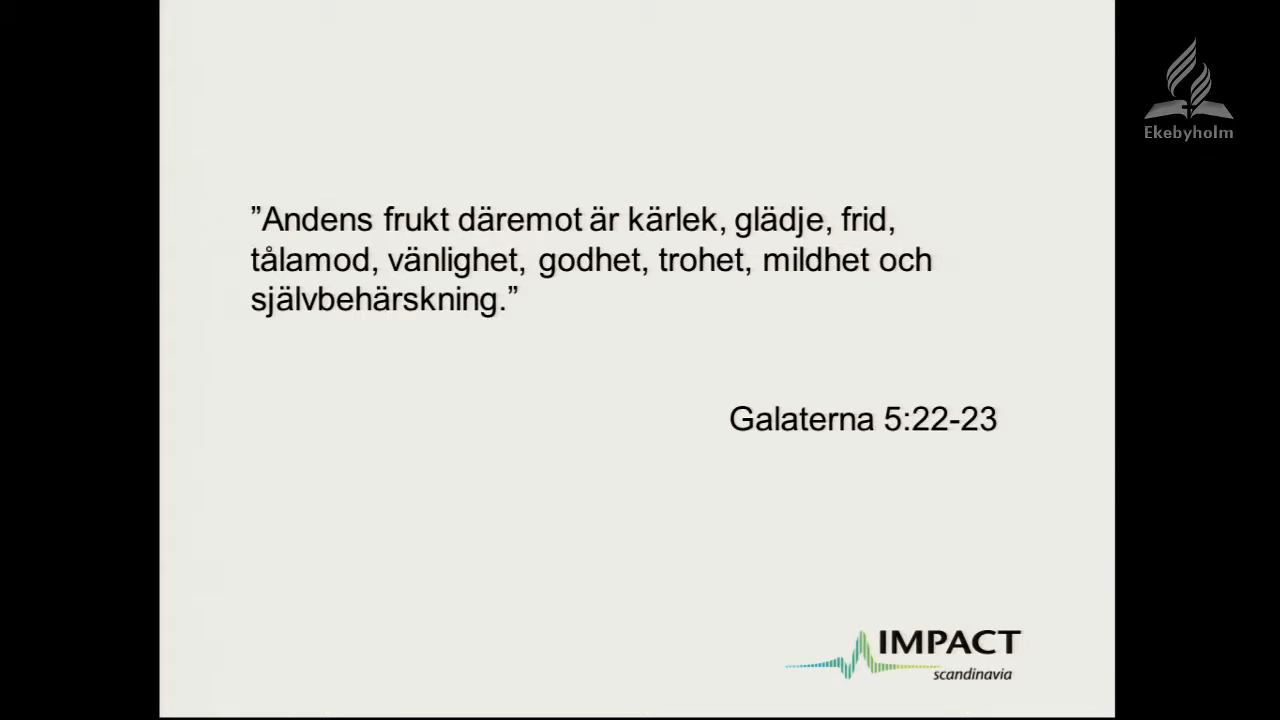 Ekebyholm
”Andens frukt däremot är kärlek, glädje, frid,
tålamod, vänlighet, godhet, trohet, mildhet och
självbehärskning.”
Galaterna 5:22-23
IMPACT
scandinavia